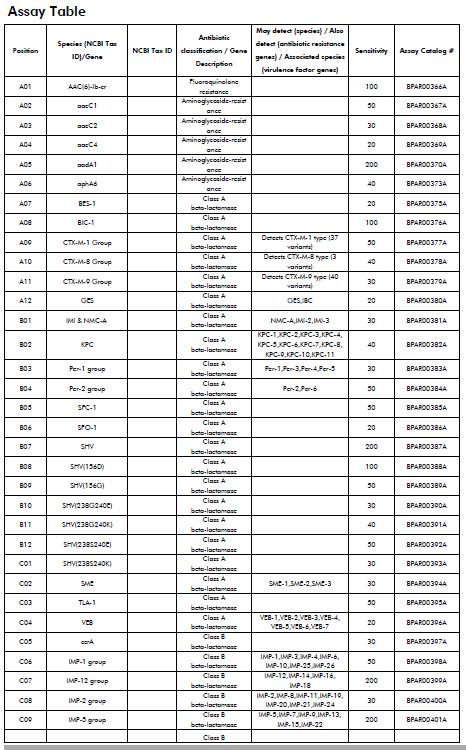 Assay Table
Position | Species (NCBI Tax ID)/Gene | NCBI Tax ID | Antibiotic classification / Gene Description | May detect (species) / Also detect (antibiotic resistance genes) / Associated species (virulence factor genes) | Sensitivity | Assay Catalog #
A01 | AAC(6)-Ib-cr | | Fluoroquinolone resistance | | 100 | BPAR00366A
A02 | aacC1 | | Aminoglycoside-resistance | | 50 | BPAR00367A
A03 | aacC2 | | Aminoglycoside-resistance | | 30 | BPAR00368A
A04 | aacC4 | | Aminoglycoside-resistance | | 20 | BPAR00369A
A05 | aadA1 | | Aminoglycoside-resistance | | 200 | BPAR00370A
A06 | aphA6 | | Aminoglycoside-resistance | | 40 | BPAR00373A
A07 | BES-1 | | Class A beta-lactamase | | 20 | BPAR00375A
A08 | BIC-1 | | Class A beta-lactamase | | 100 | BPAR00376A
A09 | CTX-M-1 Group | | Class A beta-lactamase | Detects CTX-M-1 type (37 variants) | 50 | BPAR00377A
A10 | CTX-M-8 Group | | Class A beta-lactamase | Detects CTX-M-8 type (3 variants) | 40 | BPAR00378A
A11 | CTX-M-9 Group | | Class A beta-lactamase | Detects CTX-M-9 type (40 variants) | 30 | BPAR00379A
A12 | GES | | Class A beta-lactamase | GES,IBC | 20 | BPAR00380A
B01 | IMI & NMC-A | | Class A beta-lactamase | NMC-A,IMI-2,IMI-3 | 30 | BPAR00381A
B02 | KPC | | Class A beta-lactamase | KPC-1,KPC-2,KPC-3,KPC-4, KPC-5,KPC-6,KPC-7,KPC-8, KPC-9,KPC-10,KPC-11 | 40 | BPAR00382A
B03 | Per-1 group | | Class A beta-lactamase | Per-1,Per-3,Per-4,Per-5 | 30 | BPAR00383A
B04 | Per-2 group | | Class A beta-lactamase | Per-2,Per-6 | 50 | BPAR00384A
B05 | SFC-1 | | Class A beta-lactamase | | 50 | BPAR00385A
B06 | SFO-1 | | Class A beta-lactamase | | 20 | BPAR00386A
B07 | SHV | | Class A beta-lactamase | | 200 | BPAR00387A
B08 | SHV(156D) | | Class A beta-lactamase | | 100 | BPAR00388A
B09 | SHV(156G) | | Class A beta-lactamase | | 50 | BPAR00389A
B10 | SHV(238G240E) | | Class A beta-lactamase | | 30 | BPAR00390A
B11 | SHV(238G240K) | | Class A beta-lactamase | | 40 | BPAR00391A
B12 | SHV(238S240E) | | Class A beta-lactamase | | 50 | BPAR00392A
C01 | SHV(238S240K) | | Class A beta-lactamase | | 30 | BPAR00393A
C02 | SME | | Class A beta-lactamase | SME-1,SME-2,SME-3 | 30 | BPAR00394A
C03 | TLA-1 | | Class A beta-lactamase | | 50 | BPAR00395A
C04 | VEB | | Class A beta-lactamase | VEB-1,VEB-2,VEB-3,VEB-4, VEB-5,VEB-6,VEB-7 | 20 | BPAR00396A
C05 | ccrA | | Class B beta-lactamase | | 30 | BPAR00397A
C06 | IMP-1 group | | Class B beta-lactamase | IMP-1,IMP-3,IMP-4,IMP-6, IMP-10,IMP-25,IMP-26 | 50 | BPAR00398A
C07 | IMP-12 group | | Class B beta-lactamase | IMP-12,IMP-14,IMP-16, IMP-18 | 200 | BPAR00399A
C08 | IMP-2 group | | Class B beta-lactamase | IMP-2,IMP-8,IMP-11,IMP-19, IMP-20,IMP-21,IMP-24 | 30 | BPAR00400A
C09 | IMP-5 group | | Class B beta-lactamase | IMP-5,IMP-7,IMP-9,IMP-13, IMP-15,IMP-22 | 200 | BPAR00401A
Class B